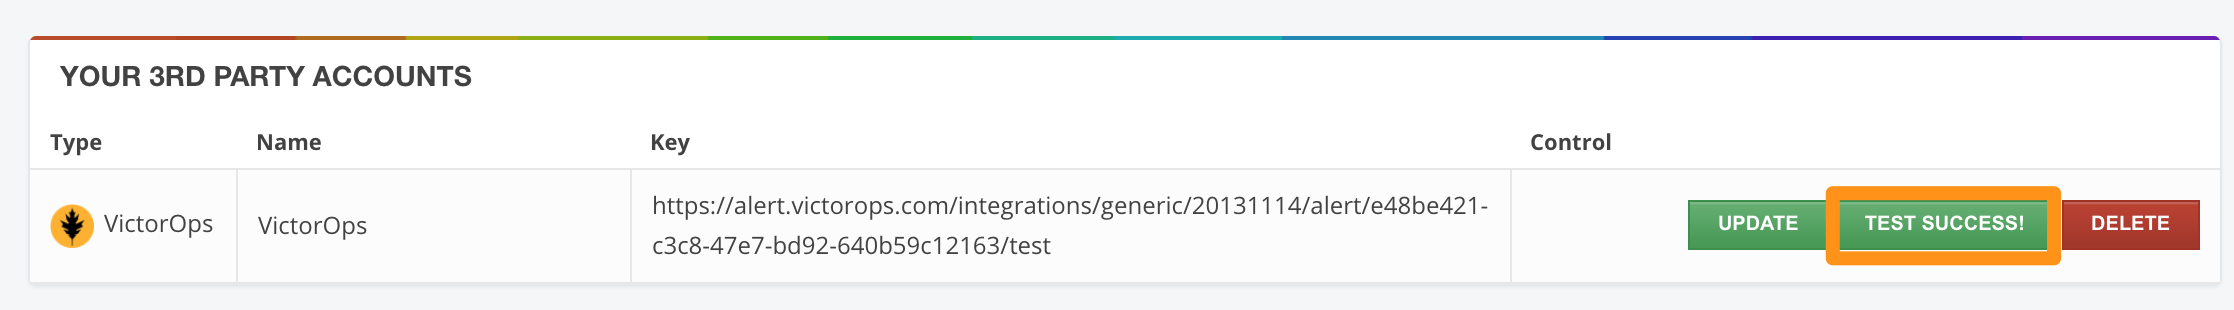 YOUR 3RD PARTY ACCOUNTS
Type Name Key Control
VictorOps VictorOps https://alert.victorops.com/integrations/generic/20131114/alert/e48be421-
c3c8-47e7-bd92-640b59c12163/test
UPDATE TEST SUCCESS! DELETE